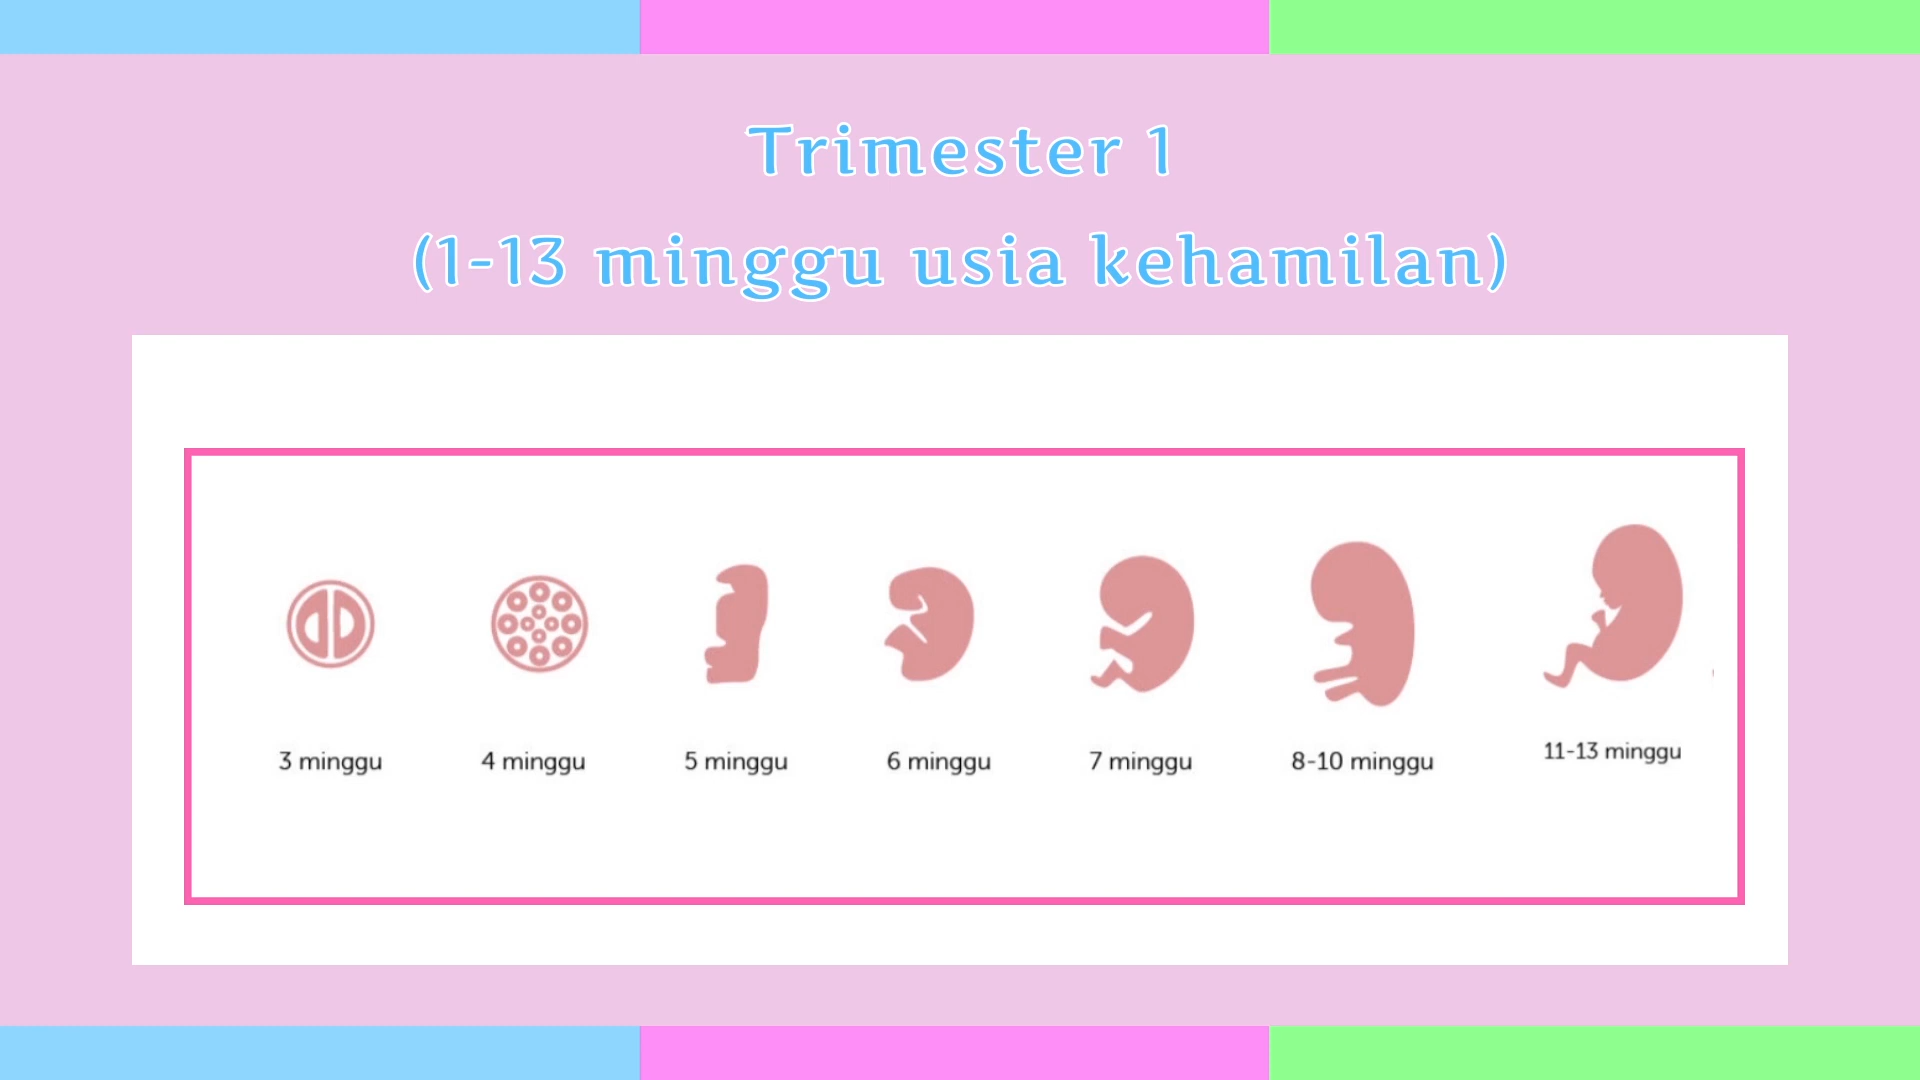 Trimester 1
(1-13 minggu usia kehamilan)
3 minggu
4 minggu
5 minggu
6 minggu
7 minggu
8-10 minggu
11-13 minggu